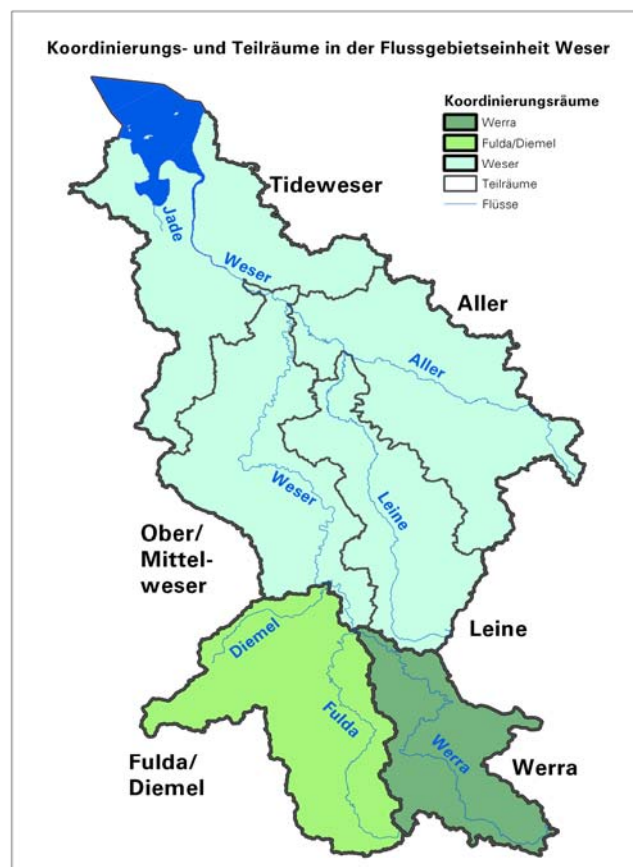 Koordinierungs- und Teilräume in der Flussgebietseinheit Weser
Koordinierungsräume
Werra
Fulda/Diemel
Weser
Teilräume
Flüsse
Tideweser
Jade
Weser
Aller
Aller
Weser
Leine
Ober/
Mittel-
weser
Leine
Diemel
Fulda
Werra
Fulda/
Diemel
Werra